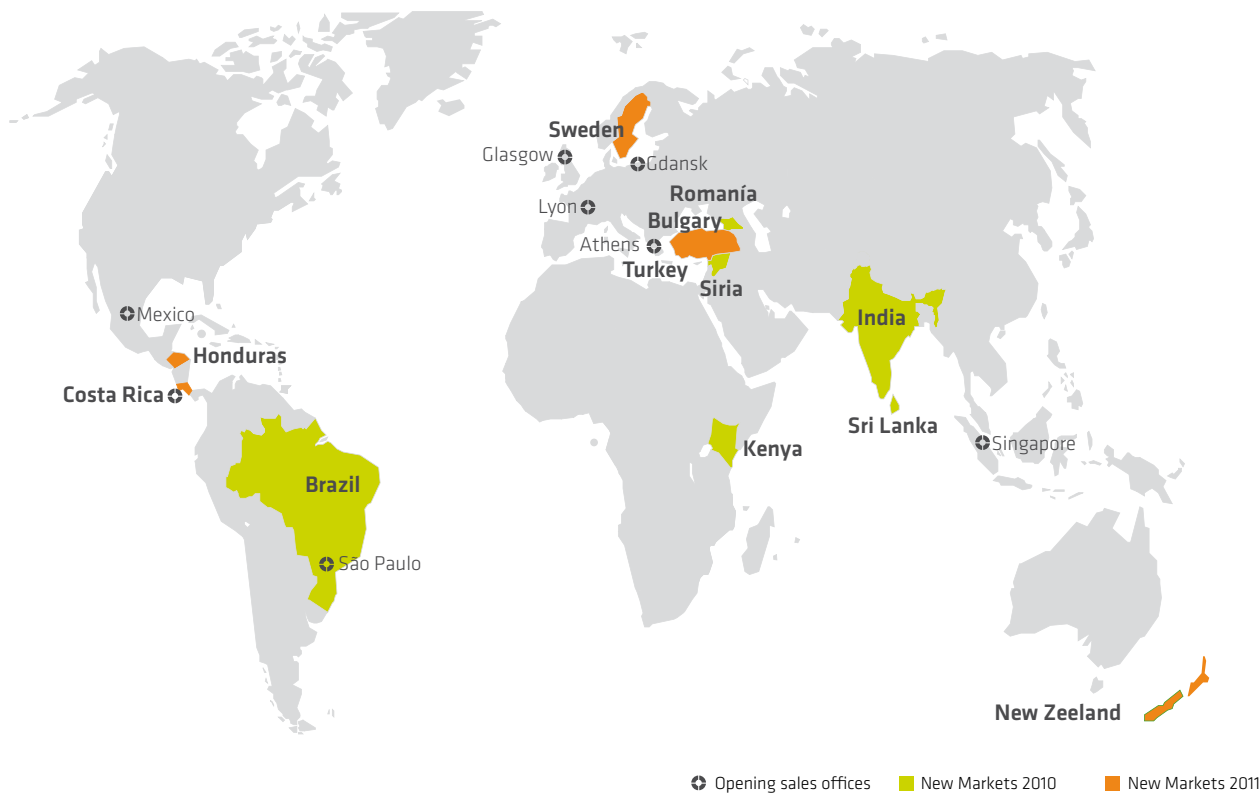 Sweden
Glasgow
Gdansk
Romanía
Lyon
Bulgary
Athens
Turkey
Siria
Mexico
India
Honduras
Costa Rica
Sri Lanka
Singapore
Kenya
Brazil
São Paulo
New Zeeland
Opening sales offices
New Markets 2010
New Markets 2011